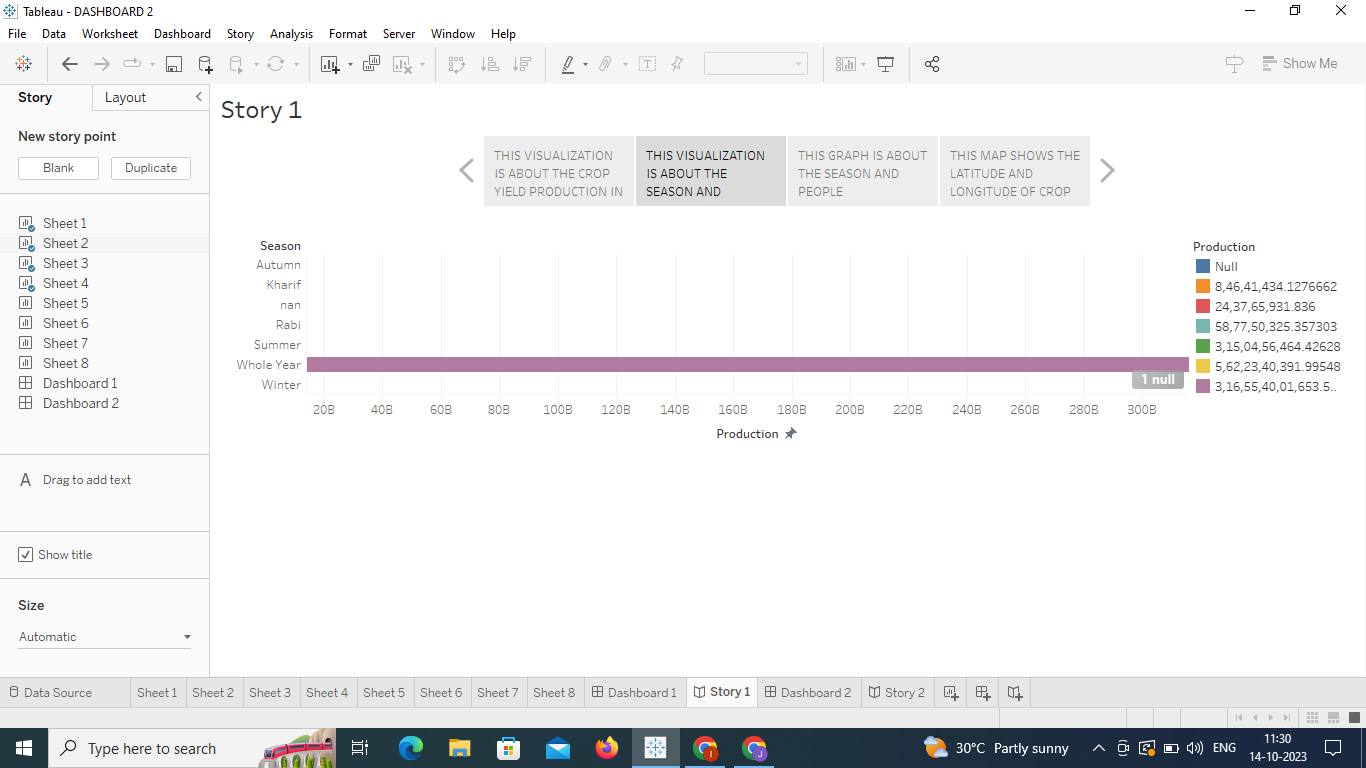 Tableau - DASHBOARD 2
File Data Worksheet Dashboard Story Analysis Format Server Window Help
Show Me
Story Layout
New story point
Blank Duplicate
Sheet 1
Sheet 2
Sheet 3
Sheet 4
Sheet 5
Sheet 6
Sheet 7
Sheet 8
Dashboard 1
Dashboard 2
A Drag to add text
Show title
Size
Automatic
Story 1
THIS VISUALIZATION
IS ABOUT THE CROP
YIELD PRODUCTION IN
THIS VISUALIZATION
IS ABOUT THE
SEASON AND
THIS GRAPH IS ABOUT
THE SEASON AND
PEOPLE
THIS MAP SHOWS THE
LATITUDE AND
LONGITUDE OF CROP
Season
Autumn
Kharif
nan
Rabi
Summer
Whole Year
Winter
1 null
20B 40B 60B 80B 100B 120B 140B 160B 180B 200B 220B 240B 260B 280B 300B
Production
Production
Null
8,46,41,434.1276662
24,37,65,931.836
58,77,50,325.357303
3,15,04,56,464.42628
5,62,23,40,391.99548
3,16,55,40,01,653.5..
Data Source Sheet 1 Sheet 2 Sheet 3 Sheet 4 Sheet 5 Sheet 6 Sheet 7 Sheet 8 Dashboard 1 Story 1 Dashboard 2 Story 2
Type here to search
30°C Partly sunny
ENG
11:30
14-10-2023